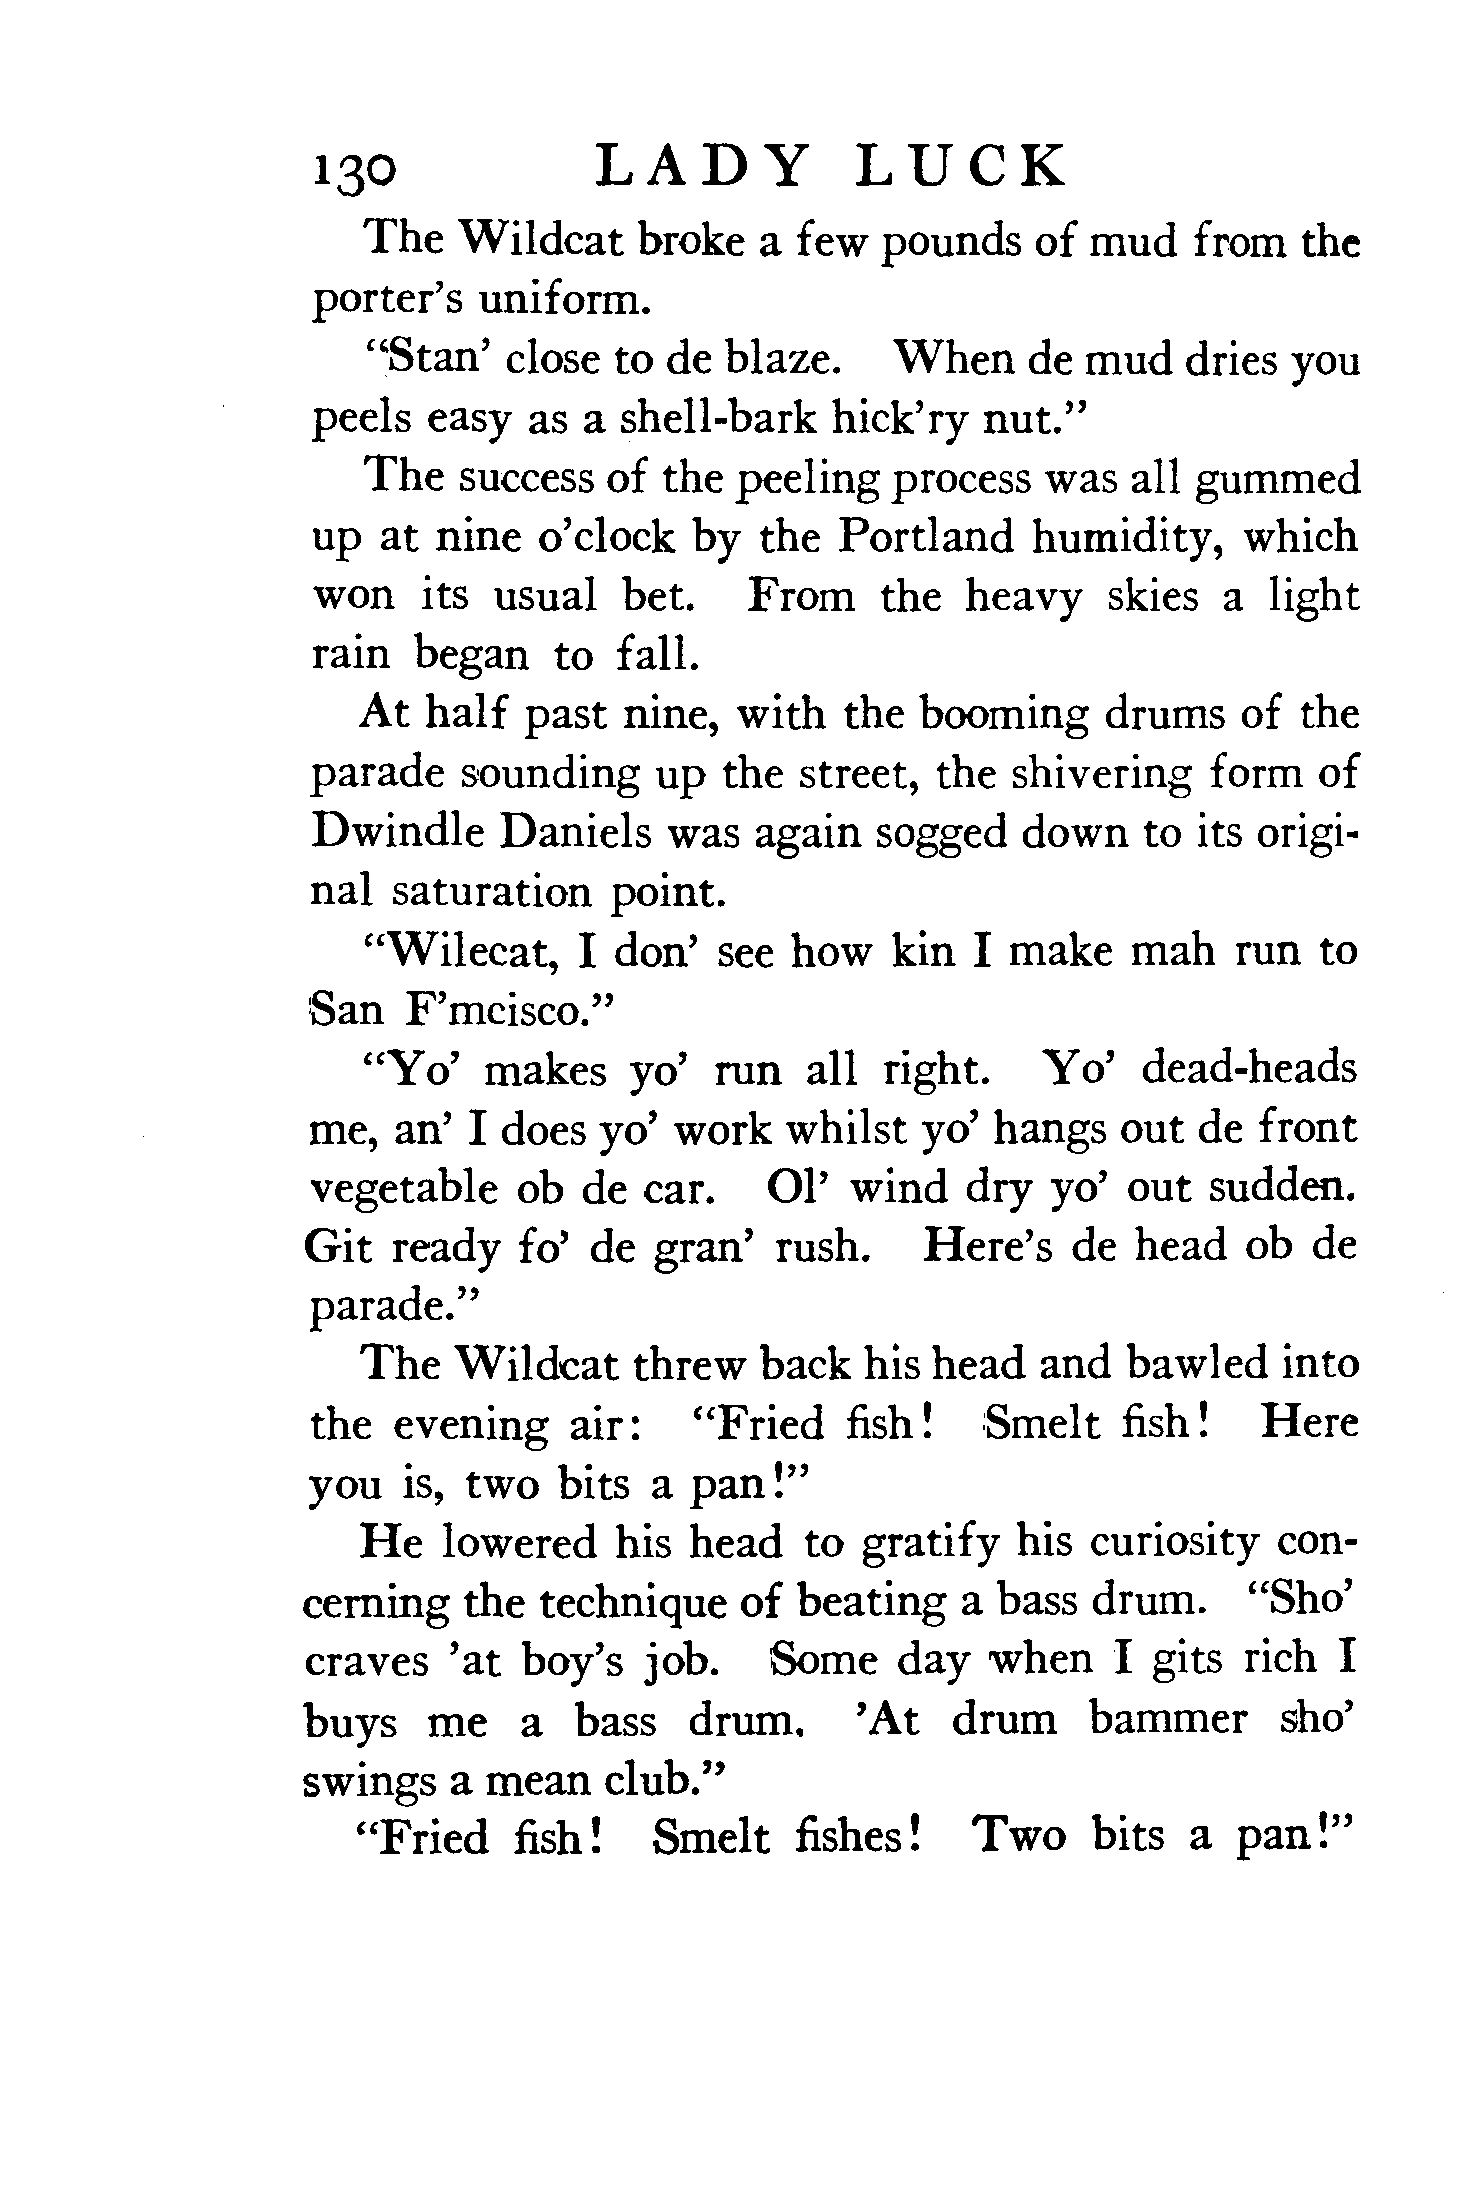 130 LADY LUCK
The Wildcat broke a few pounds of mud from the
porter's uniform.
"Stan' close to de blaze. When de mud dries you
peels easy as a shell-bark hick'ry nut."
The success of the peeling process was all gummed
up at nine o'clock by the Portland humidity, which
won its usual bet. From the heavy skies a light
rain began to fall.
At half past nine, with the booming drums of the
parade sounding up the street, the shivering form of
Dwindle Daniels was again sogged down to its origi-
nal saturation point.
"Wilecat, I don' see how kin I make mah run to
San F'mcisco."
"Yo' makes yo' run all right. Yo' dead-heads
me, an' I does yo' work whilst yo' hangs out de front
vegetable ob de car. Ol' wind dry yo' out sudden.
Git ready fo' de gran' rush. Here's de head ob de
parade."
The Wildcat threw back his head and bawled into
the evening air: "Fried fish! Smelt fish! Here
you is, two bits a pan!"
He lowered his head to gratify his curiosity con-
cerning the technique of beating a bass drum. "Sho'
craves 'at boy's job. Some day when I gits rich I
buys me a bass drum. 'At drum bammer sho'
swings a mean club."
"Fried fish! Smelt fishes! Two bits a pan!"